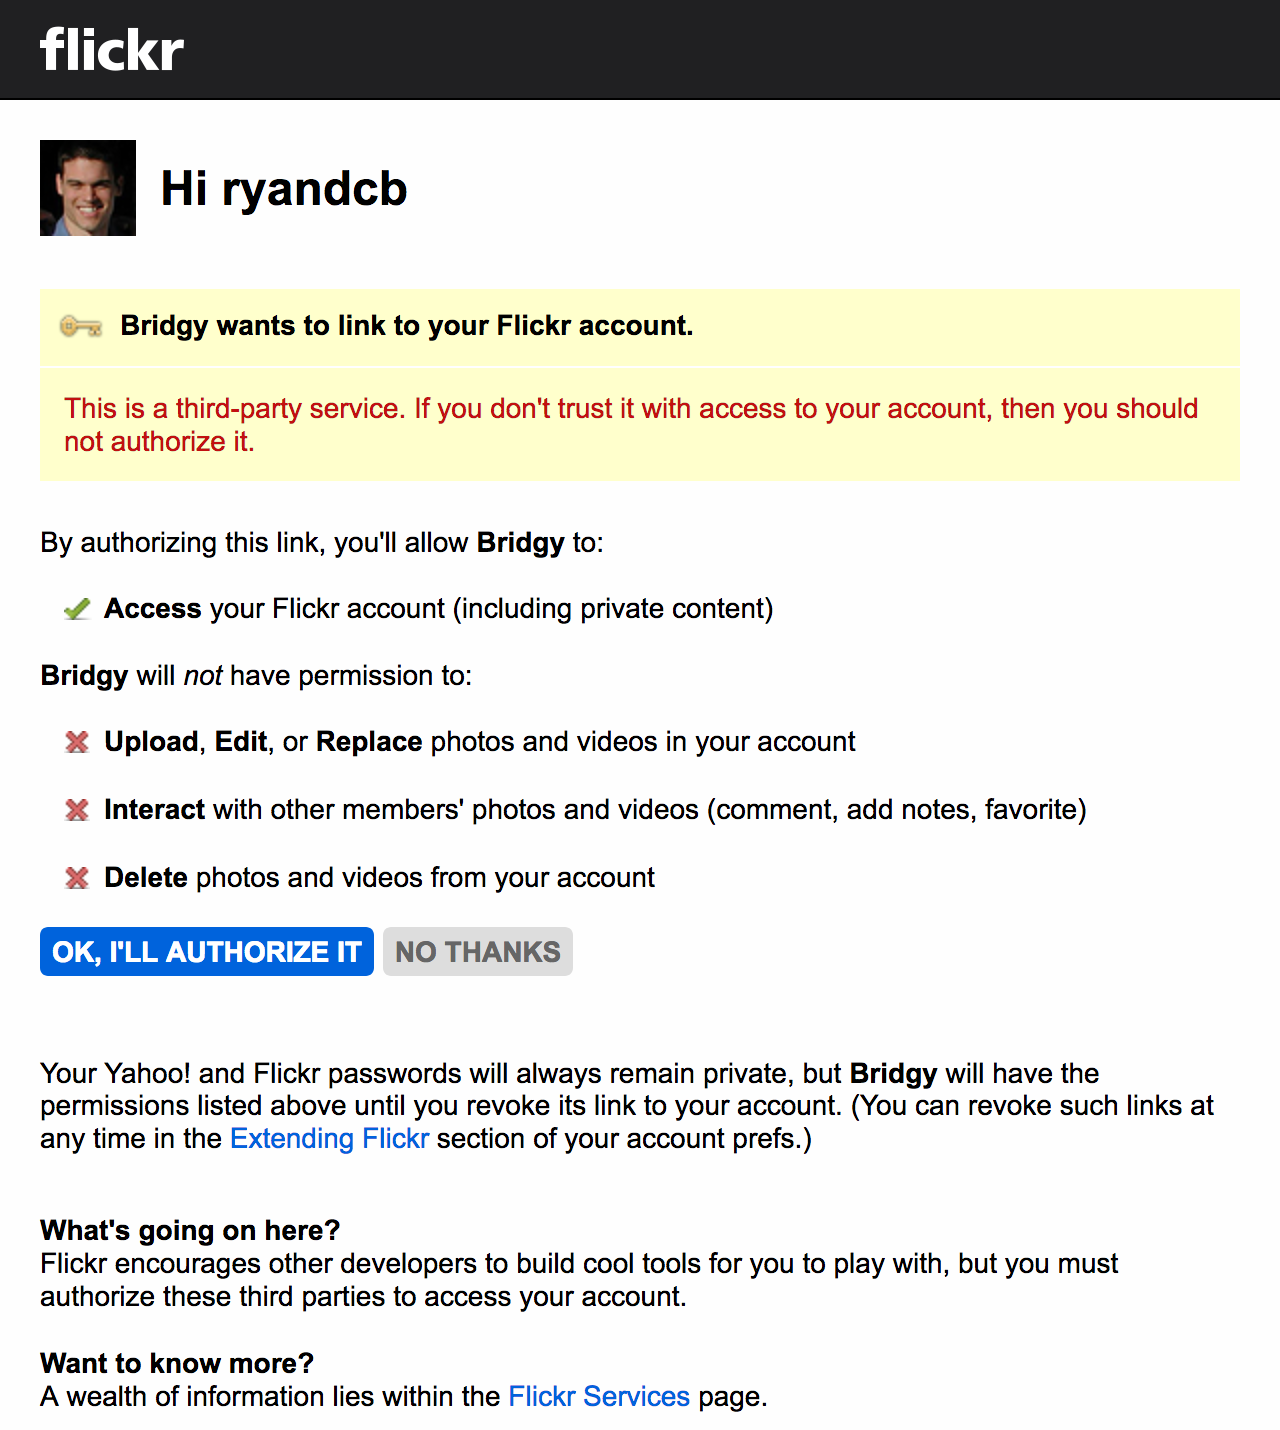 flickr
Hi ryandcb
Bridgy wants to link to your Flickr account.
This is a third-party service. If you don't trust it with access to your account, then you should
not authorize it.
By authorizing this link, you'll allow Bridgy to:
Access your Flickr account (including private content)
Bridgy will not have permission to:
Upload, Edit, or Replace photos and videos in your account
Interact with other members' photos and videos (comment, add notes, favorite)
Delete photos and videos from your account
OK, I'LL AUTHORIZE IT NO THANKS
Your Yahoo! and Flickr passwords will always remain private, but Bridgy will have the
permissions listed above until you revoke its link to your account. (You can revoke such links at
any time in the Extending Flickr section of your account prefs.)
What's going on here?
Flickr encourages other developers to build cool tools for you to play with, but you must
authorize these third parties to access your account.
Want to know more?
A wealth of information lies within the Flickr Services page.